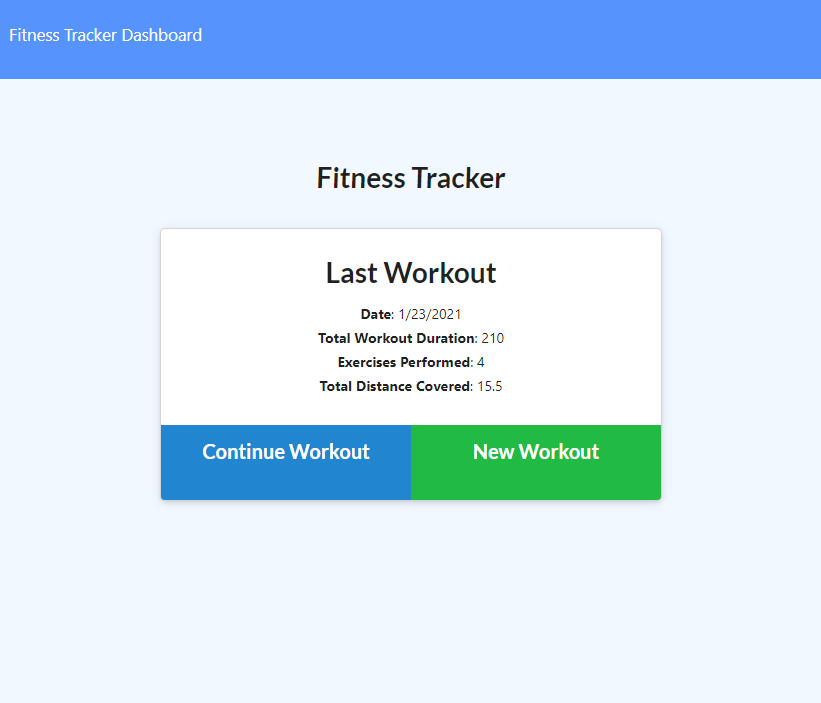 Fitness Tracker Dashboard
Fitness Tracker
Last Workout
Date: 1/23/2021
Total Workout Duration: 210
Exercises Performed: 4
Total Distance Covered: 15.5
Continue Workout
New Workout